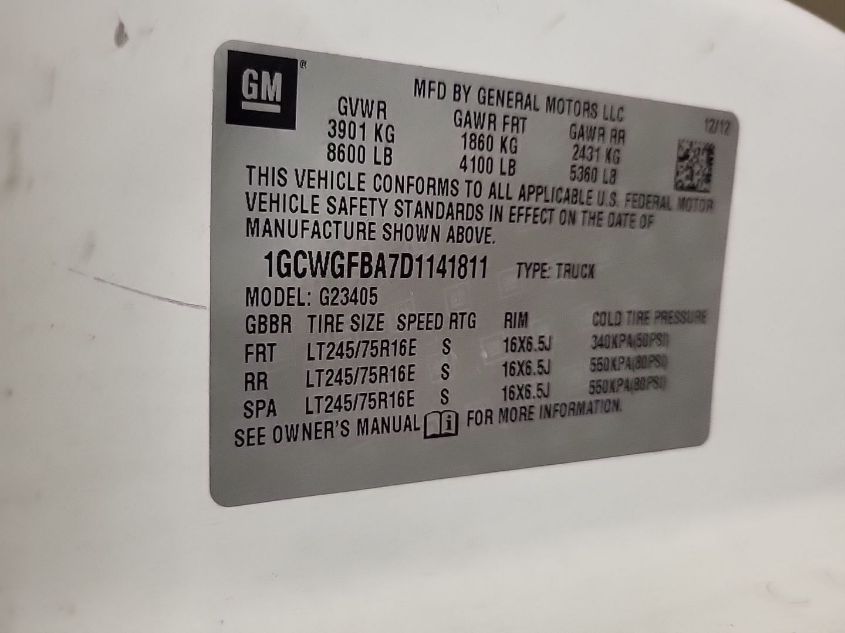 GM ®
MFD BY GENERAL MOTORS LLC
12/12
GVWR GAWR FRT GAWR RR
3901 KG 1860 KG 2431 KG
8600 LB 4100 LB 5360 LB
THIS VEHICLE CONFORMS TO ALL APPLICABLE U.S. FEDERAL MOTOR
VEHICLE SAFETY STANDARDS IN EFFECT ON THE DATE OF
MANUFACTURE SHOWN ABOVE.
1GCWGFBA7D1141811 TYPE: TRUCK
MODEL: G23405
GBBR TIRE SIZE SPEED RTG RIM COLD TIRE PRESSURE
FRT LT245/75R16E S 16X6.5J 340KPA(50PSI)
RR LT245/75R16E S 16X6.5J 550KPA(80PSI)
SPA LT245/75R16E S 16X6.5J 550KPA(80PSI)
SEE OWNER'S MANUAL i FOR MORE INFORMATION.